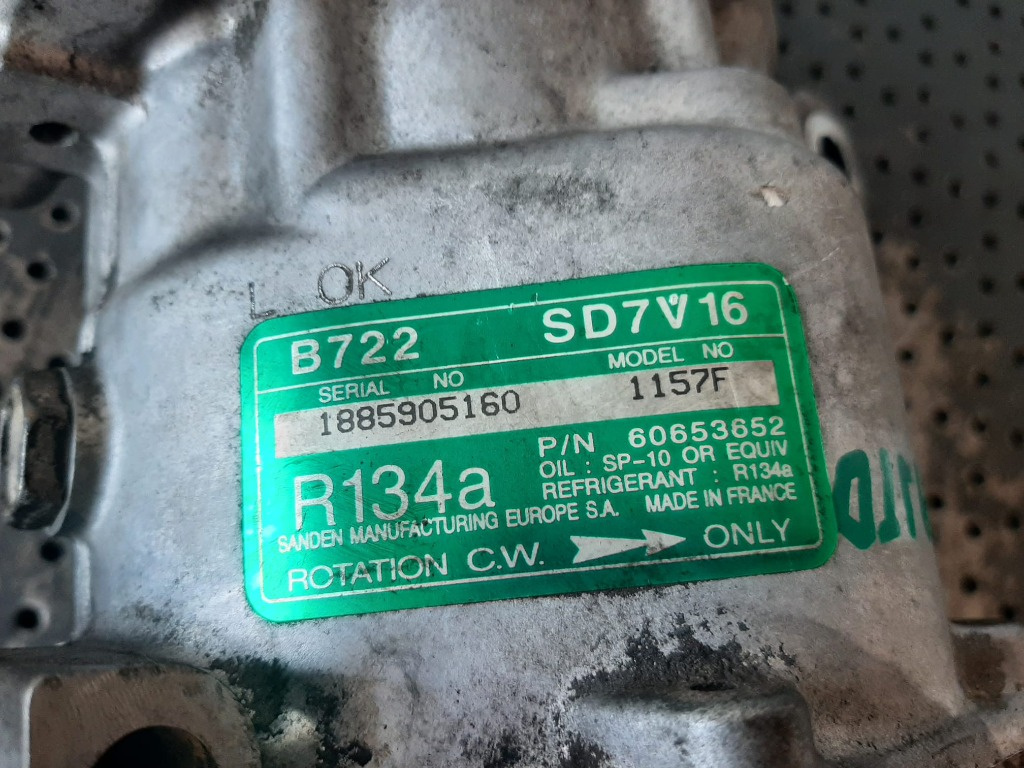 L OK
B722 SD7V16
SERIAL NO MODEL NO
1885905160 1157F
P/N 60653652
OIL : SP-10 OR EQUIV
REFRIGERANT : R134a
R134a
SANDEN MANUFACTURING EUROPE S.A. MADE IN FRANCE
ROTATION C.W. ONLY